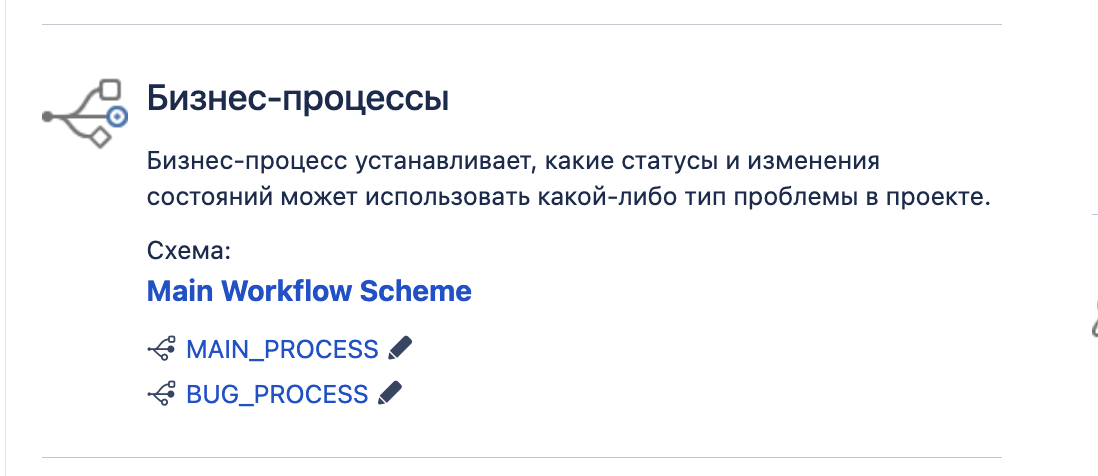 Бизнес-процессы
Бизнес-процесс устанавливает, какие статусы и изменения
состояний может использовать какой-либо тип проблемы в проекте.
Схема:
Main Workflow Scheme
MAIN_PROCESS
BUG_PROCESS